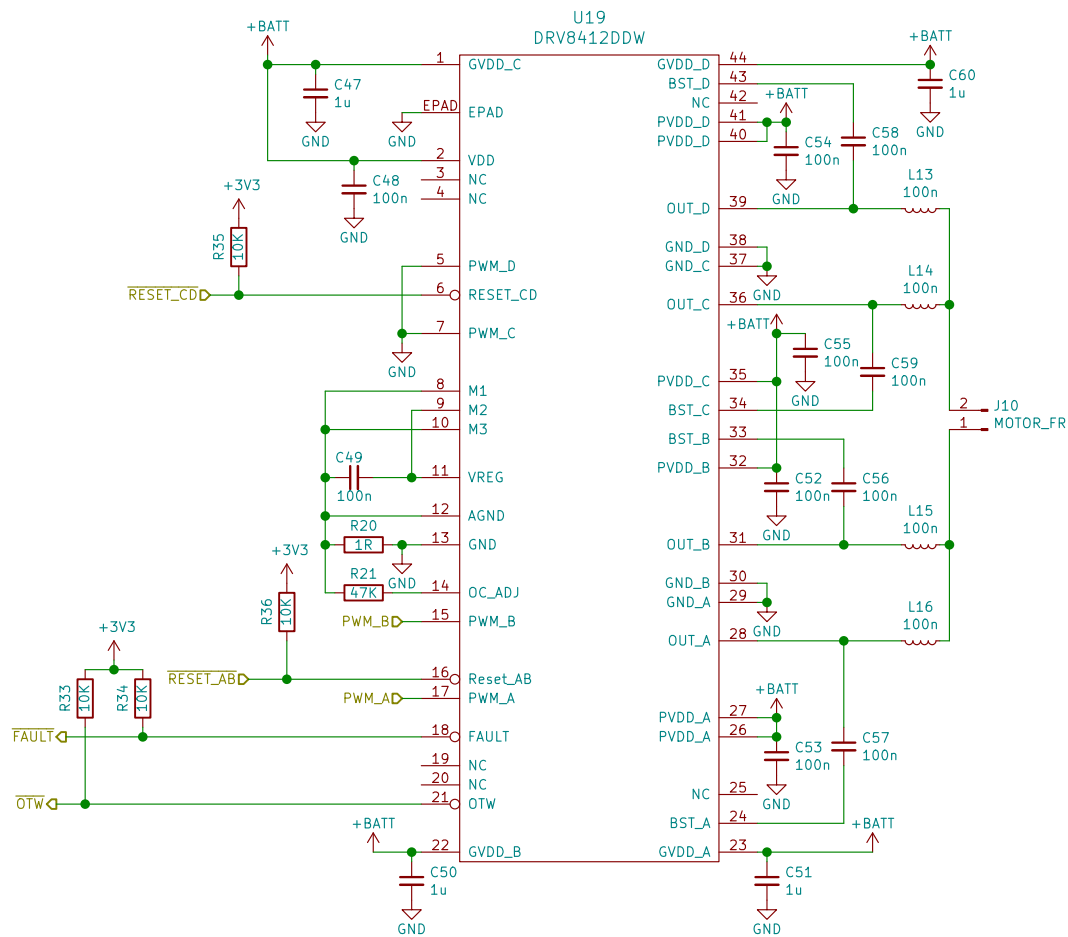 U19
DRV8412DDW
+BATT
C47
1u
GND
1 GVDD_C
EPAD EPAD
GND
2 VDD
3 NC
4 NC
C48
100n
GND
+3V3
R35
10K
RESET_CD
5 PWM_D
6 RESET_CD
7 PWM_C
GND
8 M1
9 M2
10 M3
C49
100n
11 VREG
12 AGND
R20
1R
13 GND
GND
R21
47K
14 OC_ADJ
PWM_B
15 PWM_B
+3V3
R36
10K
RESET_AB
16 Reset_AB
PWM_A
17 PWM_A
+3V3
R33
10K
R34
10K
FAULT
18 FAULT
19 NC
20 NC
OTW
21 OTW
+BATT
22 GVDD_B
C50
1u
GND
GVDD_D 44
+BATT
C60
1u
GND
BST_D 43
NC 42
+BATT
PVDD_D 41
PVDD_D 40
C54
100n
GND
C58
100n
L13
100n
OUT_D 39
GND_D 38
GND_C 37
GND
L14
100n
OUT_C 36
+BATT
C55
100n
GND
C59
100n
PVDD_C 35
BST_C 34
2
1
J10
MOTOR_FR
BST_B 33
PVDD_B 32
C52
100n
GND
C56
100n
L15
100n
OUT_B 31
GND_B 30
GND_A 29
GND
L16
100n
OUT_A 28
+BATT
PVDD_A 27
PVDD_A 26
C53
100n
GND
C57
100n
NC 25
BST_A 24
+BATT
GVDD_A 23
C51
1u
GND